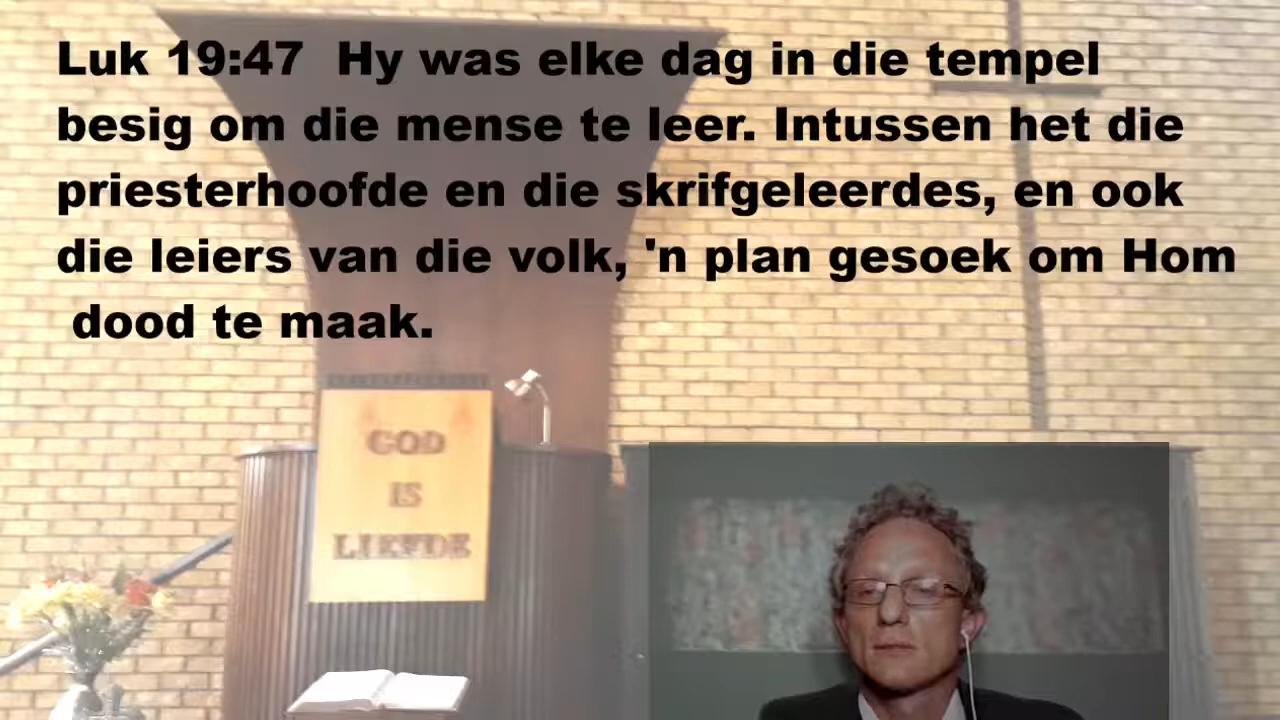 Luk 19:47  Hy was elke dag in die tempel
besig om die mense te leer. Intussen het die
priesterhoofde en die skrifgeleerdes, en ook
die leiers van die volk, 'n plan gesoek om Hom
dood te maak.
GOD
IS
LIEFDE